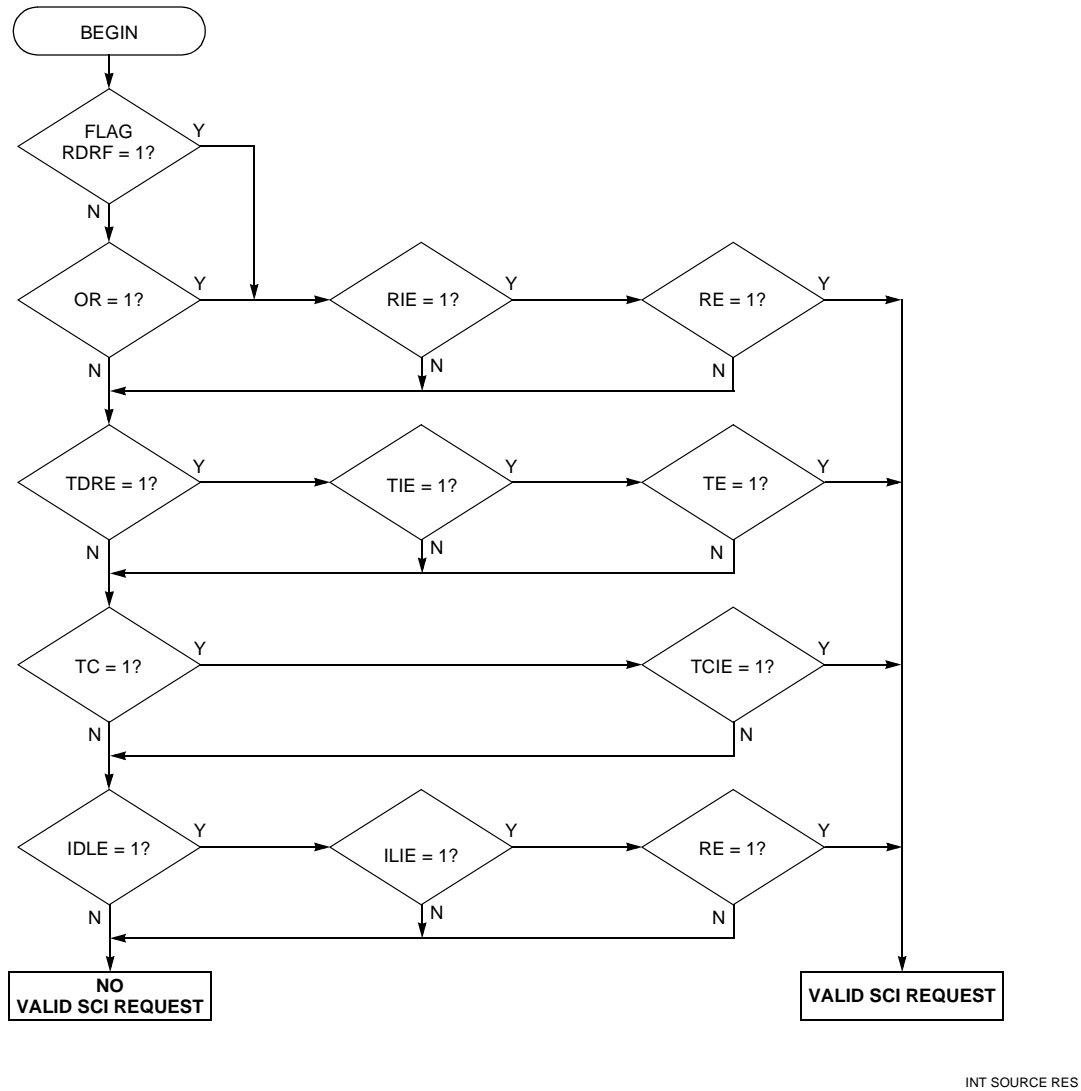 BEGIN
FLAG
RDRF = 1?
Y
N
OR = 1?
Y
RIE = 1?
Y
RE = 1?
Y
N
N
N
TDRE = 1?
Y
TIE = 1?
Y
TE = 1?
Y
N
N
N
TC = 1?
Y
TCIE = 1?
Y
N
N
IDLE = 1?
Y
ILIE = 1?
Y
RE = 1?
Y
N
N
N
NO
VALID SCI REQUEST
VALID SCI REQUEST
INT SOURCE RES